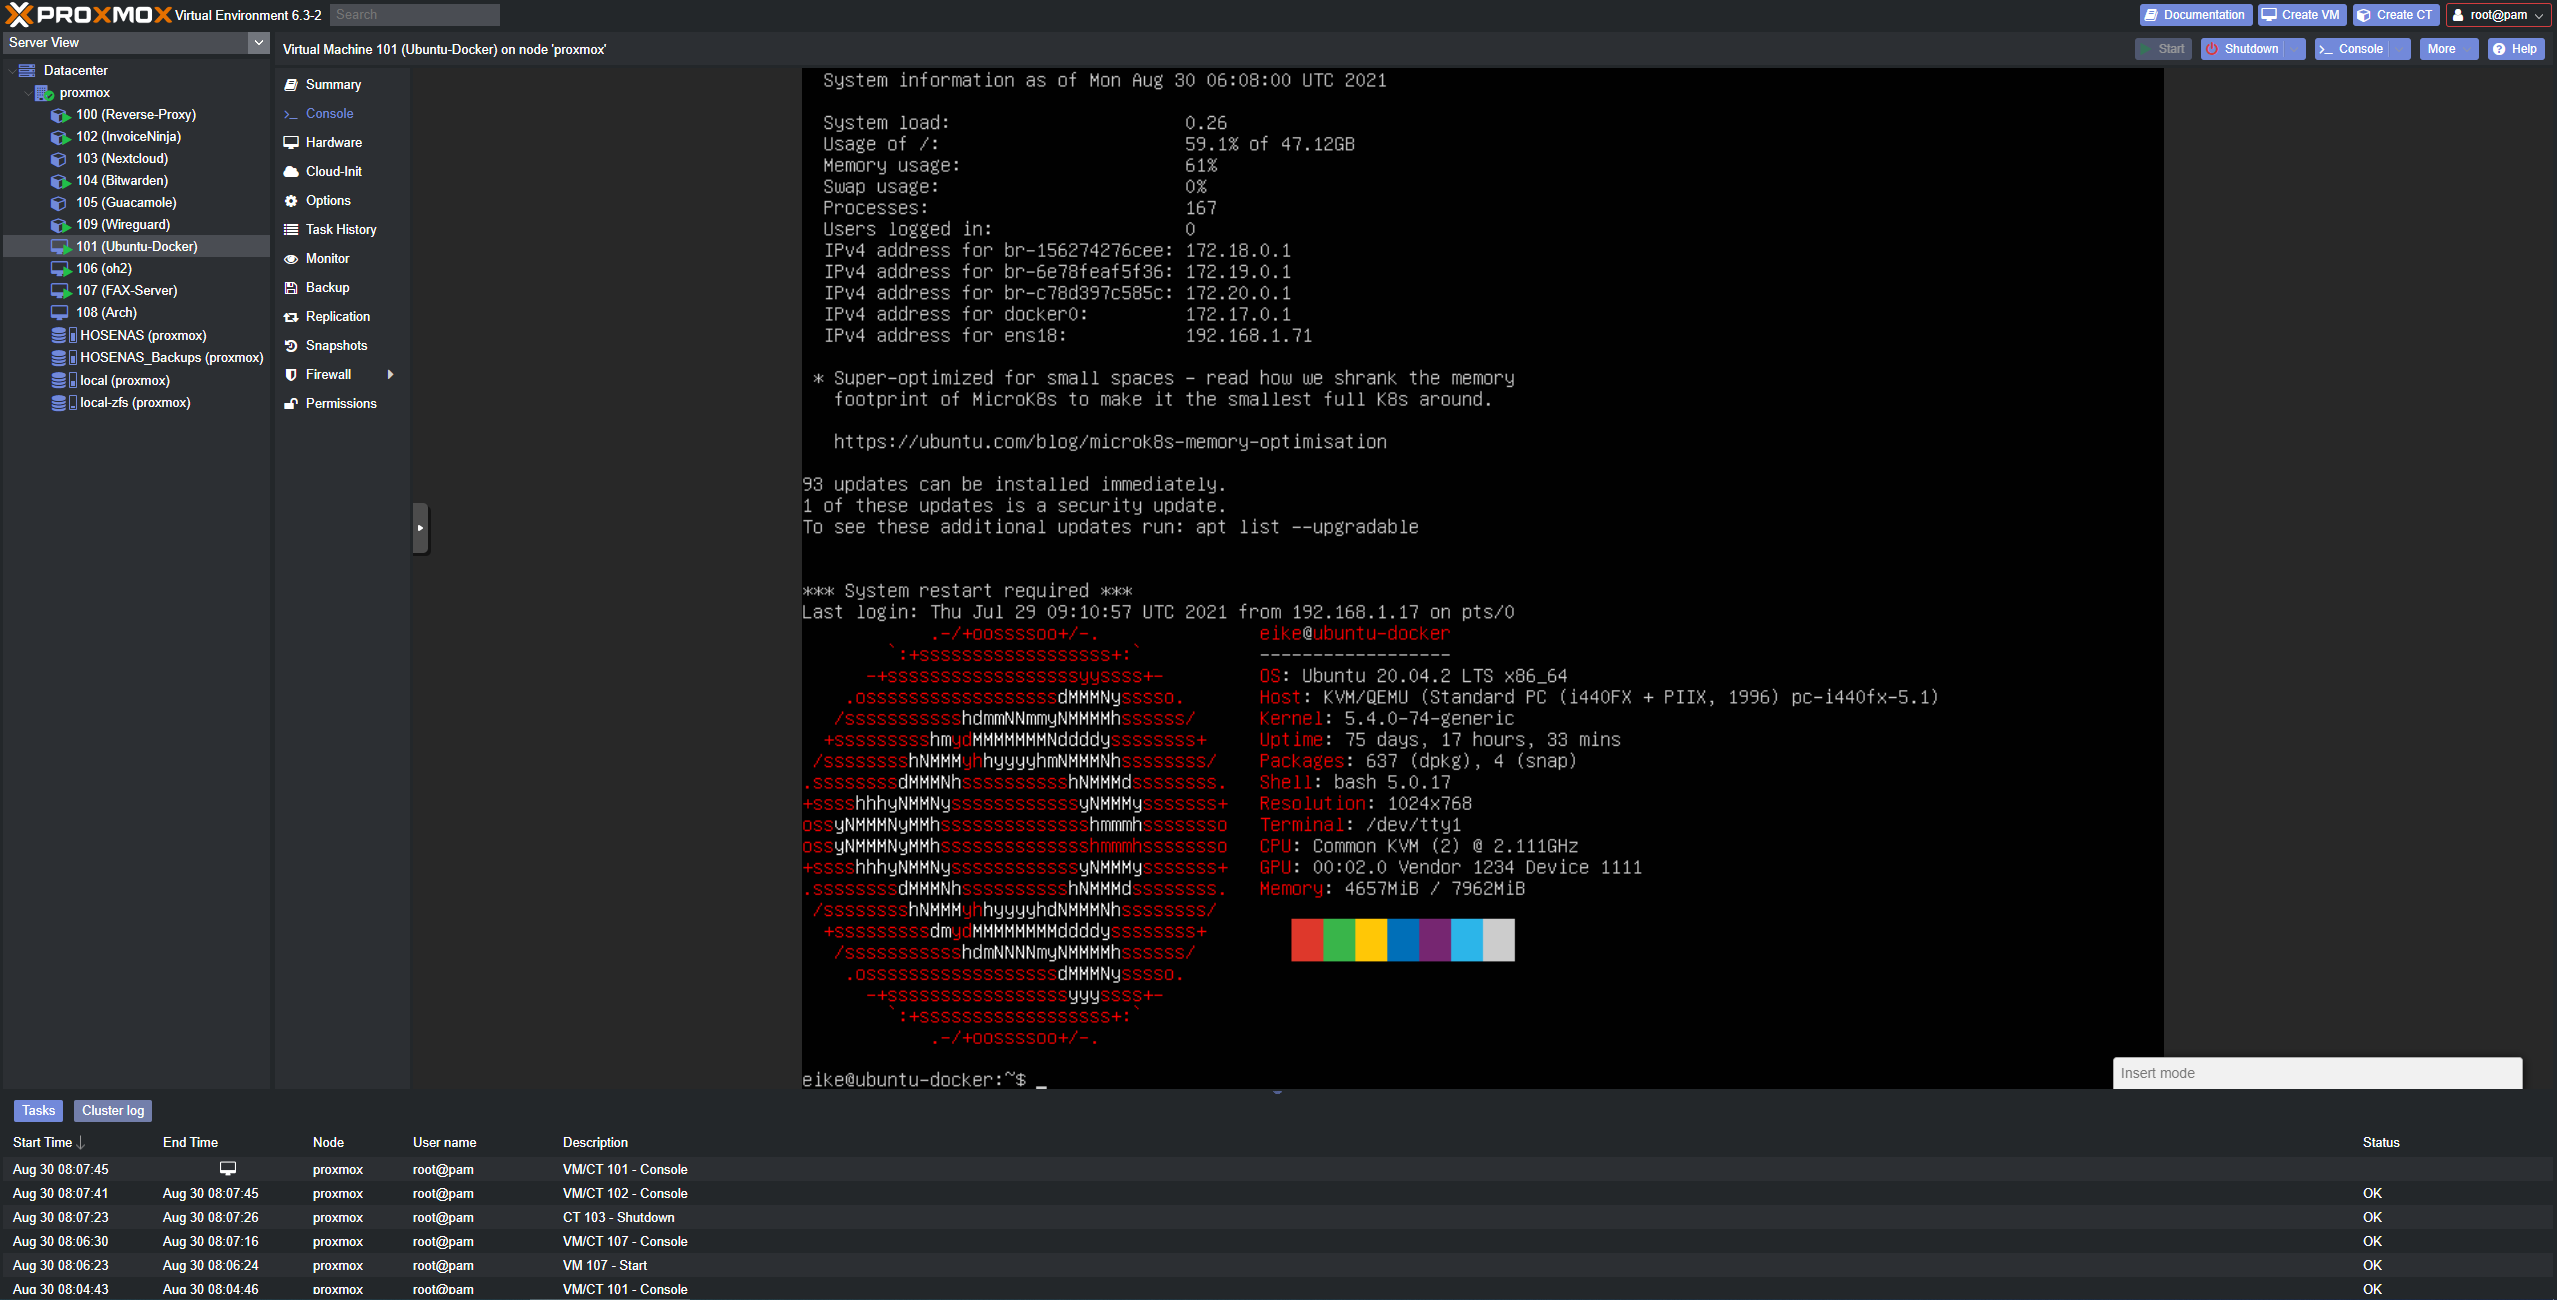 PROXMOX Virtual Environment 6.3-2 Search
Documentation Create VM Create CT root@pam
Server View
Datacenter
proxmox
100 (Reverse-Proxy)
102 (InvoiceNinja)
103 (Nextcloud)
104 (Bitwarden)
105 (Guacamole)
109 (Wireguard)
101 (Ubuntu-Docker)
106 (oh2)
107 (FAX-Server)
108 (Arch)
HOSENAS (proxmox)
HOSENAS_Backups (proxmox)
local (proxmox)
local-zfs (proxmox)
Virtual Machine 101 (Ubuntu-Docker) on node 'proxmox'
Start Shutdown Console More Help
Summary
Console
Hardware
Cloud-Init
Options
Task History
Monitor
Backup
Replication
Snapshots
Firewall
Permissions
System information as of Mon Aug 30 06:08:00 UTC 2021
System load: 0.26
Usage of /: 59.1% of 47.12GB
Memory usage: 61%
Swap usage: 0%
Processes: 167
Users logged in: 0
IPv4 address for br-156274276cee: 172.18.0.1
IPv4 address for br-6e78feaf5f36: 172.19.0.1
IPv4 address for br-c78d397c585c: 172.20.0.1
IPv4 address for docker0: 172.17.0.1
IPv4 address for ens18: 192.168.1.71
* Super-optimized for small spaces - read how we shrank the memory
footprint of MicroK8s to make it the smallest full K8s around.
https://ubuntu.com/blog/microk8s-memory-optimisation
93 updates can be installed immediately.
1 of these updates is a security update.
To see these additional updates run: apt list --upgradable
*** System restart required ***
Last login: Thu Jul 29 09:10:57 UTC 2021 from 192.168.1.17 on pts/0
.-/+oossssoo+/-. eike@ubuntu-docker
`:+ssssssssssssssssss+:` ------------------
-+ssssssssssssssssssyyssss+- OS: Ubuntu 20.04.2 LTS x86_64
.ossssssssssssssssssdMMMNysssso. Host: KVM/QEMU (Standard PC (i440FX + PIIX, 1996) pc-i440fx-5.1)
/ssssssssssshdmmNNmmyNMMMMhssssss/ Kernel: 5.4.0-74-generic
+ssssssssshmydMMMMMMMNddddyssssssss+ Uptime: 75 days, 17 hours, 33 mins
/sssssssshNMMMyhhyyyyhmNMMMNhssssssss/ Packages: 637 (dpkg), 4 (snap)
.ssssssssdMMMNhsssssssssshNMMMdssssssss. Shell: bash 5.0.17
+sssshhhyNMMNyssssssssssssyNMMMysssssss+ Resolution: 1024x768
ossyNMMMNyMMhsssssssssssssshmmmhssssssso Terminal: /dev/tty1
ossyNMMMNyMMhsssssssssssssshmmmhssssssso CPU: Common KVM (2) @ 2.111GHz
+sssshhhyNMMNyssssssssssssyNMMMysssssss+ GPU: 00:02.0 Vendor 1234 Device 1111
.ssssssssdMMMNhsssssssssshNMMMdssssssss. Memory: 4657MiB / 7962MiB
/sssssssshNMMMyhhyyyyhdNMMMNhssssssss/
+sssssssssdmydMMMMMMMMddddyssssssss+
/ssssssssssshdmNNNNmyNMMMMhssssss/
.ossssssssssssssssssdMMMNysssso.
-+sssssssssssssssssyyyssss+-
`:+ssssssssssssssssss+:`
.-/+oossssoo+/-.
eike@ubuntu-docker:~$ _
Insert mode
Tasks Cluster log
Start Time End Time Node User name Description Status
Aug 30 08:07:45 proxmox root@pam VM/CT 101 - Console
Aug 30 08:07:41 Aug 30 08:07:45 proxmox root@pam VM/CT 102 - Console OK
Aug 30 08:07:23 Aug 30 08:07:26 proxmox root@pam CT 103 - Shutdown OK
Aug 30 08:06:30 Aug 30 08:07:16 proxmox root@pam VM/CT 107 - Console OK
Aug 30 08:06:23 Aug 30 08:06:24 proxmox root@pam VM 107 - Start OK
Aug 30 08:04:43 Aug 30 08:04:46 proxmox root@pam VM/CT 101 - Console OK